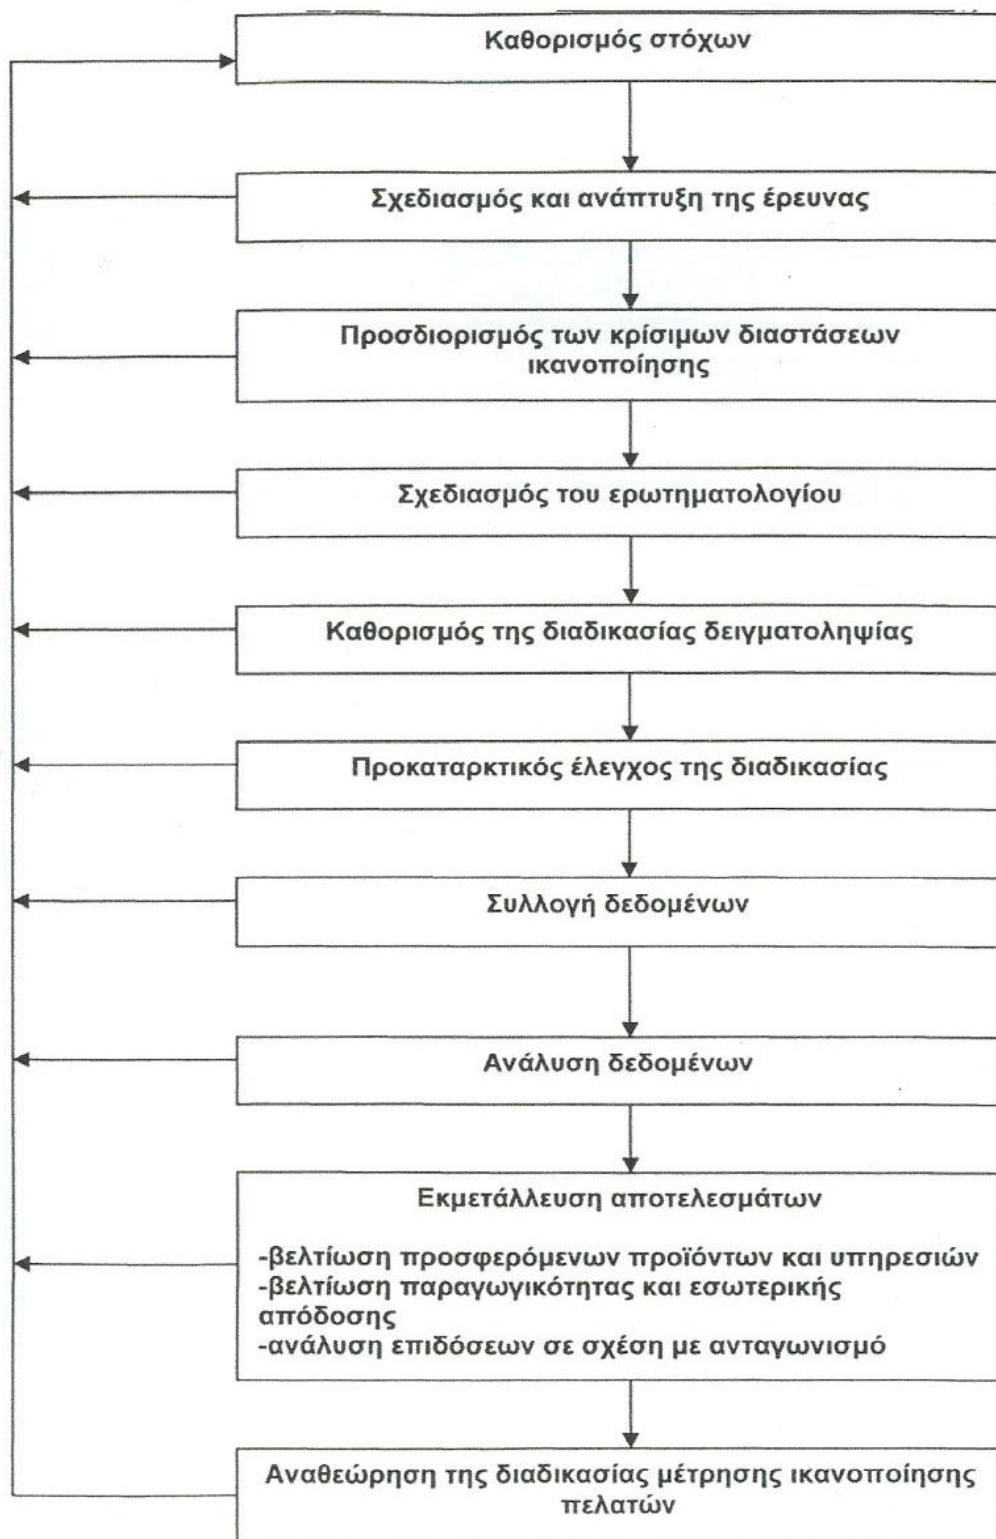 Καθορισμός στόχων
Σχεδιασμός και ανάπτυξη της έρευνας
Προσδιορισμός των κρίσιμων διαστάσεων
ικανοποίησης
Σχεδιασμός του ερωτηματολογίου
Καθορισμός της διαδικασίας δειγματοληψίας
Προκαταρκτικός έλεγχος της διαδικασίας
Συλλογή δεδομένων
Ανάλυση δεδομένων
Εκμετάλλευση αποτελεσμάτων
-βελτίωση προσφερόμενων προϊόντων και υπηρεσιών
-βελτίωση παραγωγικότητας και εσωτερικής
απόδοσης
-ανάλυση επιδόσεων σε σχέση με ανταγωνισμό
Αναθεώρηση της διαδικασίας μέτρησης ικανοποίησης
πελατών